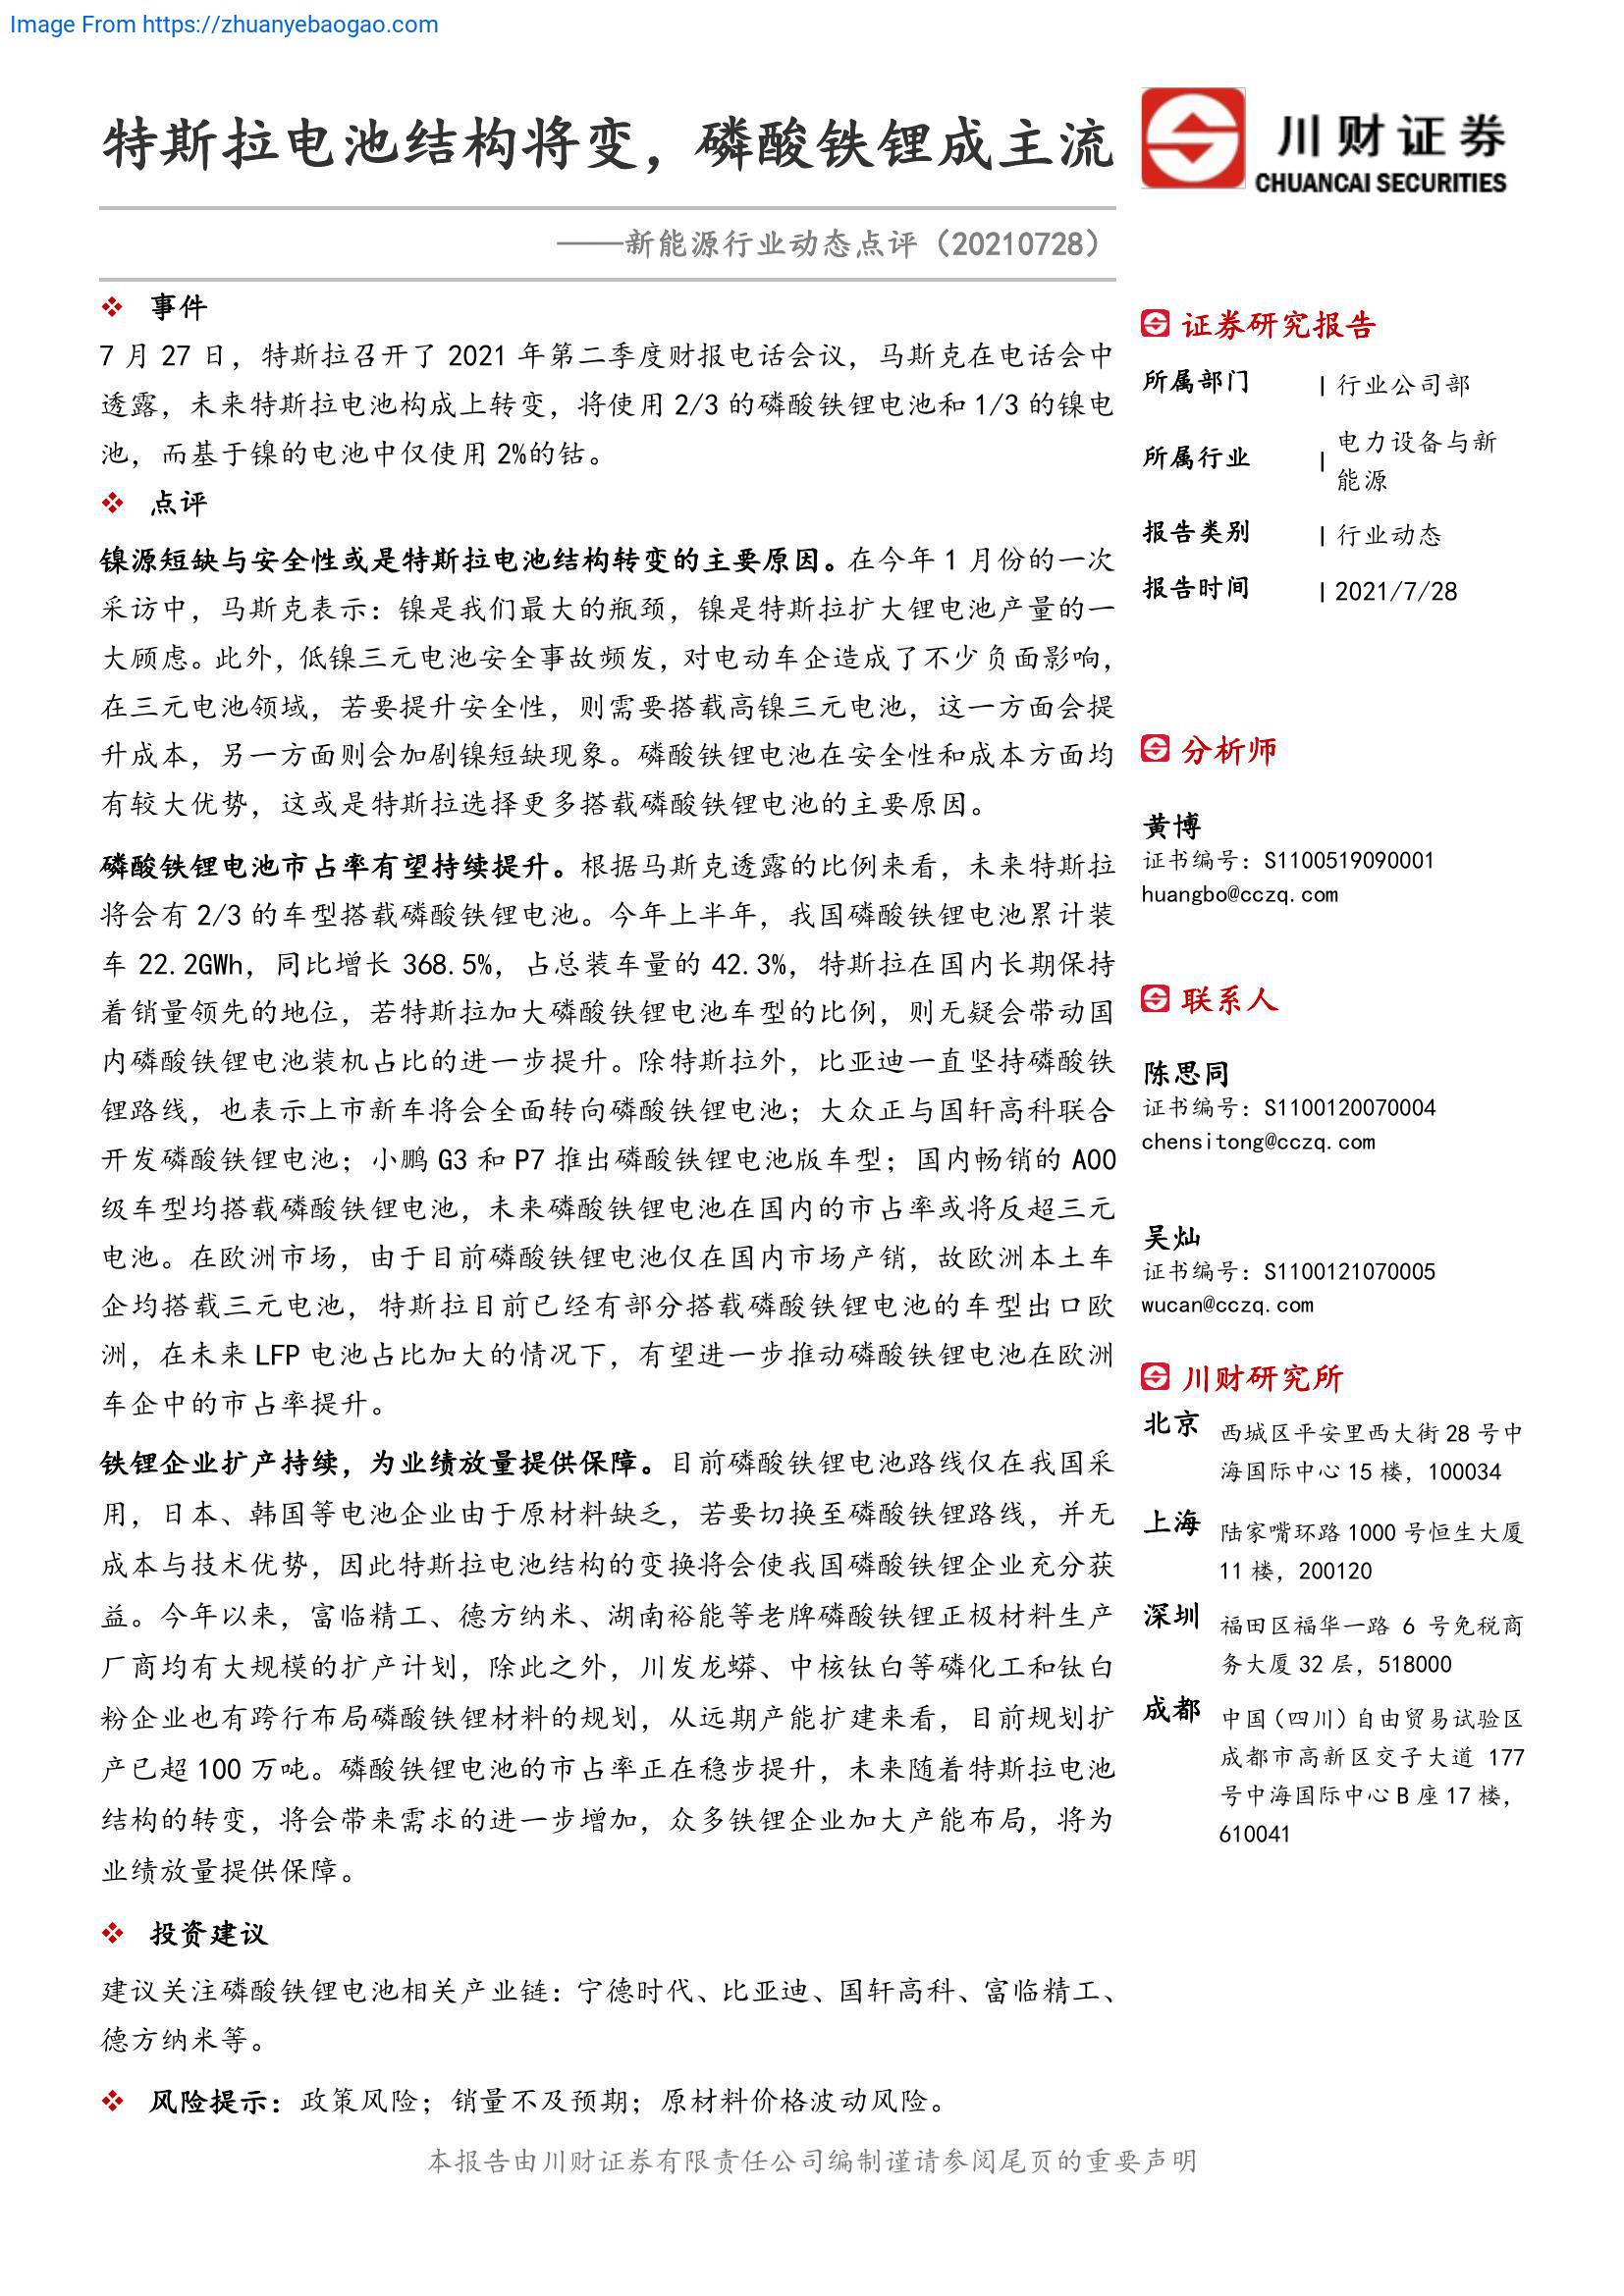 Image From https://zhuanyebaogao.com
特斯拉电池结构将变，磷酸铁锂成主流
川财证券
CHUANCAI SECURITIES
——新能源行业动态点评（20210728）
❖ 事件
7 月 27 日，特斯拉召开了 2021 年第二季度财报电话会议，马斯克在电话会中
透露，未来特斯拉电池构成上转变，将使用 2/3 的磷酸铁锂电池和 1/3 的镍电
池，而基于镍的电池中仅使用 2%的钴。
❖ 点评
镍源短缺与安全性或是特斯拉电池结构转变的主要原因。在今年 1 月份的一次
采访中，马斯克表示：镍是我们最大的瓶颈，镍是特斯拉扩大锂电池产量的一
大顾虑。此外，低镍三元电池安全事故频发，对电动车企造成了不少负面影响，
在三元电池领域，若要提升安全性，则需要搭载高镍三元电池，这一方面会提
升成本，另一方面则会加剧镍短缺现象。磷酸铁锂电池在安全性和成本方面均
有较大优势，这或是特斯拉选择更多搭载磷酸铁锂电池的主要原因。
磷酸铁锂电池市占率有望持续提升。根据马斯克透露的比例来看，未来特斯拉
将会有 2/3 的车型搭载磷酸铁锂电池。今年上半年，我国磷酸铁锂电池累计装
车 22.2GWh，同比增长 368.5%，占总装车量的 42.3%，特斯拉在国内长期保持
着销量领先的地位，若特斯拉加大磷酸铁锂电池车型的比例，则无疑会带动国
内磷酸铁锂电池装机占比的进一步提升。除特斯拉外，比亚迪一直坚持磷酸铁
锂路线，也表示上市新车将会全面转向磷酸铁锂电池；大众正与国轩高科联合
开发磷酸铁锂电池；小鹏 G3 和 P7 推出磷酸铁锂电池版车型；国内畅销的 A00
级车型均搭载磷酸铁锂电池，未来磷酸铁锂电池在国内的市占率或将反超三元
电池。在欧洲市场，由于目前磷酸铁锂电池仅在国内市场产销，故欧洲本土车
企均搭载三元电池，特斯拉目前已经有部分搭载磷酸铁锂电池的车型出口欧
洲，在未来 LFP 电池占比加大的情况下，有望进一步推动磷酸铁锂电池在欧洲
车企中的市占率提升。
铁锂企业扩产持续，为业绩放量提供保障。目前磷酸铁锂电池路线仅在我国采
用，日本、韩国等电池企业由于原材料缺乏，若要切换至磷酸铁锂路线，并无
成本与技术优势，因此特斯拉电池结构的变换将会使我国磷酸铁锂企业充分获
益。今年以来，富临精工、德方纳米、湖南裕能等老牌磷酸铁锂正极材料生产
厂商均有大规模的扩产计划，除此之外，川发龙蟒、中核钛白等磷化工和钛白
粉企业也有跨行布局磷酸铁锂材料的规划，从远期产能扩建来看，目前规划扩
产已超 100 万吨。磷酸铁锂电池的市占率正在稳步提升，未来随着特斯拉电池
结构的转变，将会带来需求的进一步增加，众多铁锂企业加大产能布局，将为
业绩放量提供保障。
❖ 投资建议
建议关注磷酸铁锂电池相关产业链：宁德时代、比亚迪、国轩高科、富临精工、
德方纳米等。
❖ 风险提示：政策风险；销量不及预期；原材料价格波动风险。
证券研究报告
所属部门 | 行业公司部
所属行业 | 电力设备与新
能源
报告类别 | 行业动态
报告时间 | 2021/7/28
分析师
黄博
证书编号：S1100519090001
huangbo@cczq.com
联系人
陈思同
证书编号：S1100120070004
chensitong@cczq.com
吴灿
证书编号：S1100121070005
wucan@cczq.com
川财研究所
北京 西城区平安里西大街 28 号中
海国际中心 15 楼，100034
上海 陆家嘴环路 1000 号恒生大厦
11 楼，200120
深圳 福田区福华一路 6 号免税商
务大厦 32 层，518000
成都 中国（四川）自由贸易试验区
成都市高新区交子大道 177
号中海国际中心 B 座 17 楼，
610041
本报告由川财证券有限责任公司编制谨请参阅尾页的重要声明